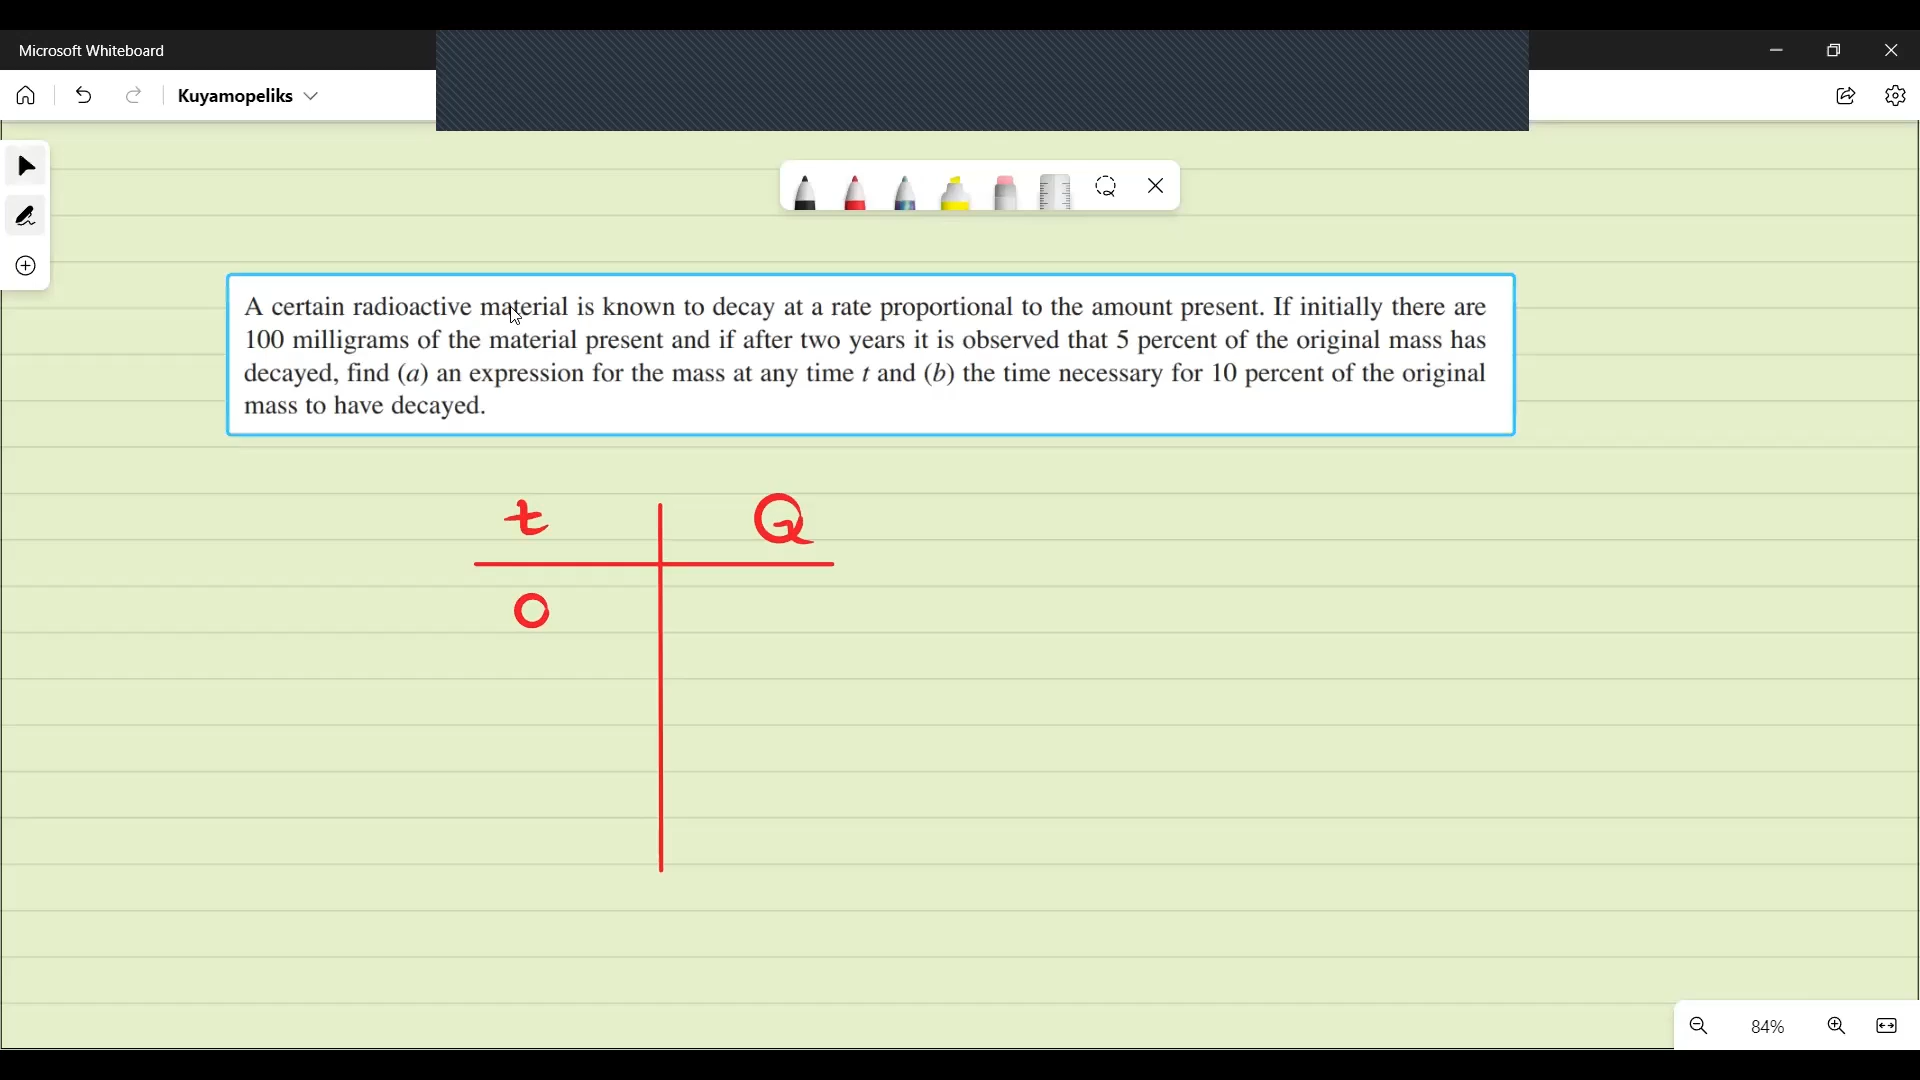 Microsoft Whiteboard
Kuyamopeliks
A certain radioactive material is known to decay at a rate proportional to the amount present. If initially there are
100 milligrams of the material present and if after two years it is observed that 5 percent of the original mass has
decayed, find (a) an expression for the mass at any time t and (b) the time necessary for 10 percent of the original
mass to have decayed.
t Q
0
84%